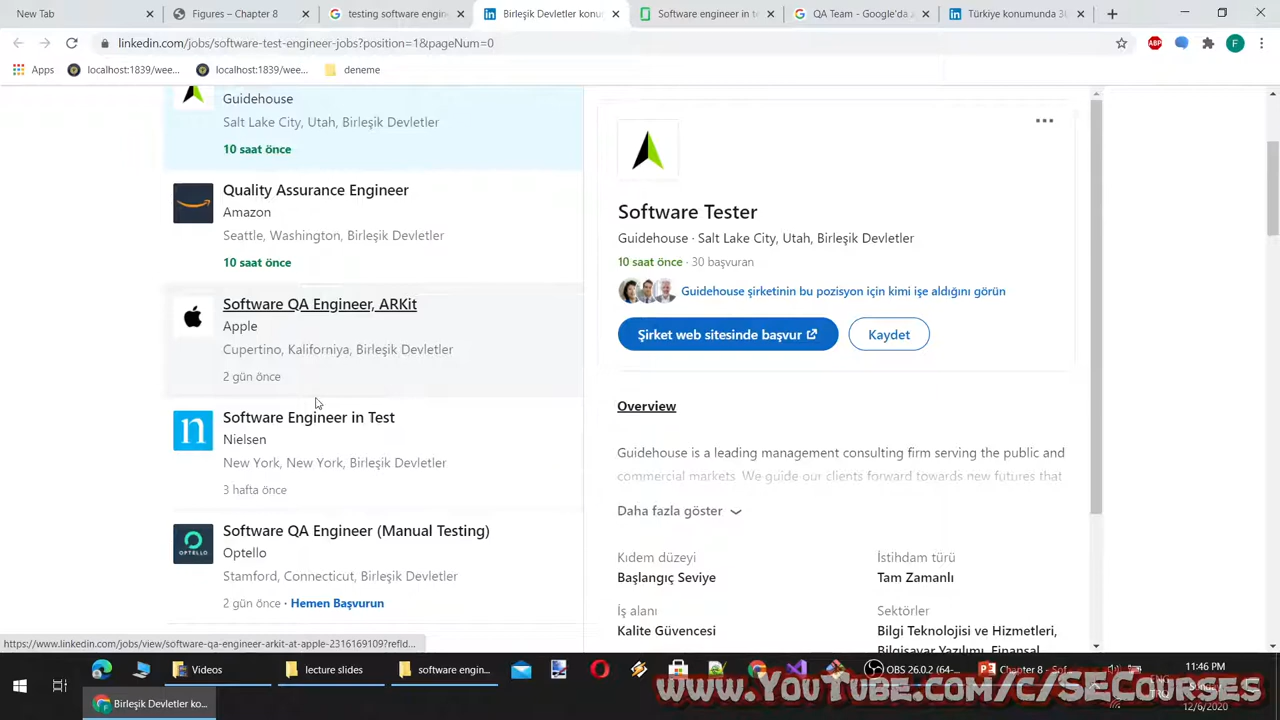 New Tab
Figures - Chapter 8
testing software engin
Birleşik Devletler konu
Software engineer in te
QA Team - Google'da A
Türkiye konumunda 30
linkedin.com/jobs/software-test-engineer-jobs?position=1&pageNum=0
ABP
F
Apps
localhost:1839/wee...
localhost:1839/wee...
deneme
Guidehouse
Salt Lake City, Utah, Birleşik Devletler
10 saat önce
Quality Assurance Engineer
Amazon
Seattle, Washington, Birleşik Devletler
10 saat önce
Software QA Engineer, ARKit
Apple
Cupertino, Kaliforniya, Birleşik Devletler
2 gün önce
Software Engineer in Test
Nielsen
New York, New York, Birleşik Devletler
3 hafta önce
OPTELLO
Software QA Engineer (Manual Testing)
Optello
Stamford, Connecticut, Birleşik Devletler
2 gün önce · Hemen Başvurun
Software Tester
Guidehouse · Salt Lake City, Utah, Birleşik Devletler
10 saat önce · 30 başvuran
Guidehouse şirketinin bu pozisyon için kimi işe aldığını görün
Şirket web sitesinde başvur
Kaydet
Overview
Guidehouse is a leading management consulting firm serving the public and
commercial markets. We guide our clients forward towards new futures that
Daha fazla göster
Kıdem düzeyi
Başlangıç Seviye
İstihdam türü
Tam Zamanlı
İş alanı
Kalite Güvencesi
Sektörler
Bilgi Teknolojisi ve Hizmetleri,
Bilgisayar Yazılımı, Finansal
https://www.linkedin.com/jobs/view/software-qa-engineer-arkit-at-apple-2316169109?refId...
Videos
lecture slides
software engin...
OBS 26.0.2 (64-...
Chapter 8 - Sof...
11:46 PM
Sunday
12/6/2020
ENG
TRQ
Birleşik Devletler ko...
www.YouTube.com/c/SECourses